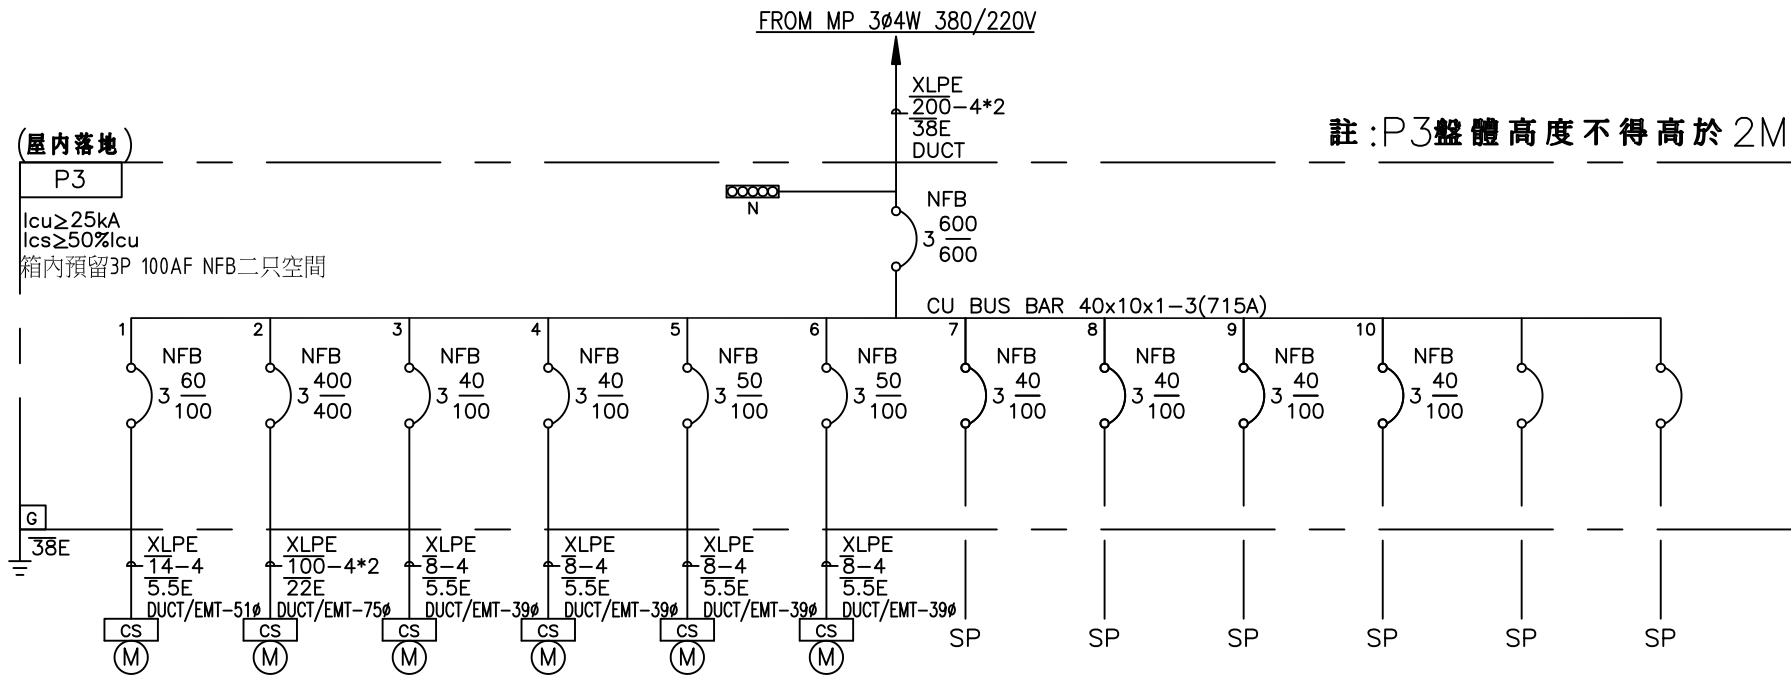 FROM MP 3ø4W 380/220V
XLPE
200-4*2
38E
DUCT
註:P3盤體高度不得高於2M
(屋内落地)
P3
Icu≥25kA
Ics≥50%Icu
箱內預留3P 100AF NFB二只空間
N
NFB
3 600
600
CU BUS BAR 40x10x1-3(715A)
1 2 3 4 5 6 7 8 9 10
NFB NFB NFB NFB NFB NFB NFB NFB NFB NFB
3 60 3 400 3 40 3 40 3 50 3 50 3 40 3 40 3 40 3 40
100 400 100 100 100 100 100 100 100 100
G
38E
XLPE XLPE XLPE XLPE XLPE XLPE
14-4 100-4*2 8-4 8-4 8-4 8-4
5.5E 22E 5.5E 5.5E 5.5E 5.5E
DUCT/EMT-51ø DUCT/EMT-75ø DUCT/EMT-39ø DUCT/EMT-39ø DUCT/EMT-39ø DUCT/EMT-39ø
CS CS CS CS CS CS SP SP SP SP SP SP
M M M M M M